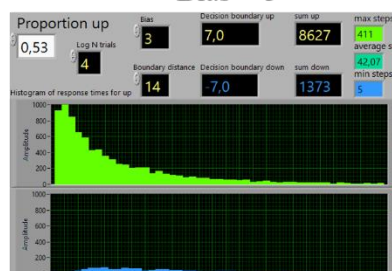 Proportion up
0,53
Log N trials
4
Bias
3
Boundary distance
14
Decision boundary up
7,0
Decision boundary down
-7,0
sum up
8627
sum down
1373
max steps
411
average s
42,07
min steps
5
Histogram of response times for up
Amplitude
1000-
800-
600-
400-
200-
0-
Amplitude
1000-
800-
600-
400-
200-